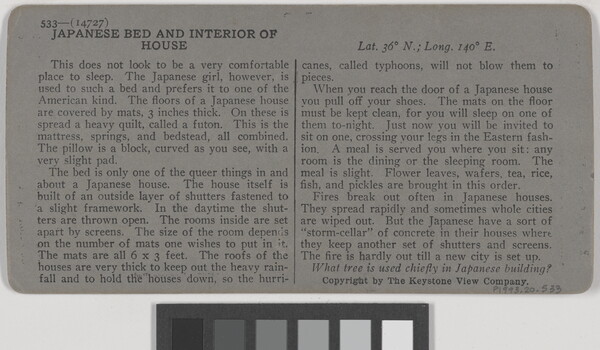 533—(14727)
JAPANESE BED AND INTERIOR OF
HOUSE
This does not look to be a very comfortable
place to sleep. The Japanese girl, however, is
used to such a bed and prefers it to one of the
American kind. The floors of a Japanese house
are covered by mats, 3 inches thick. On these is
spread a heavy quilt, called a futon. This is the
mattress, springs, and bedstead, all combined.
The pillow is a block, curved as you see, with a
very slight pad.
The bed is only one of the queer things in and
about a Japanese house. The house itself is
built of an outside layer of shutters fastened to
a slight framework. In the daytime the shut-
ters are thrown open. The rooms inside are set
apart by screens. The size of the room depends
on the number of mats one wishes to put in it.
The mats are all 6 x 3 feet. The roofs of the
houses are very thick to keep out the heavy rain-
fall and to hold the houses down, so the hurri-
Lat. 36° N.; Long. 140° E.
canes, called typhoons, will not blow them to
pieces.
When you reach the door of a Japanese house
you pull off your shoes. The mats on the floor
must be kept clean, for you will sleep on one of
them to-night. Just now you will be invited to
sit on one, crossing your legs in the Eastern fash-
ion. A meal is served you where you sit: any
room is the dining or the sleeping room. The
meal is slight. Flower leaves, wafers, tea, rice,
fish, and pickles are brought in this order.
Fires break out often in Japanese houses.
They spread rapidly and sometimes whole cities
are wiped out. But the Japanese have a sort of
"storm-cellar" of concrete in their houses where
they keep another set of shutters and screens.
The fire is hardly out till a new city is set up.
What tree is used chiefly in Japanese building?
Copyright by The Keystone View Company.
P1993.20.533